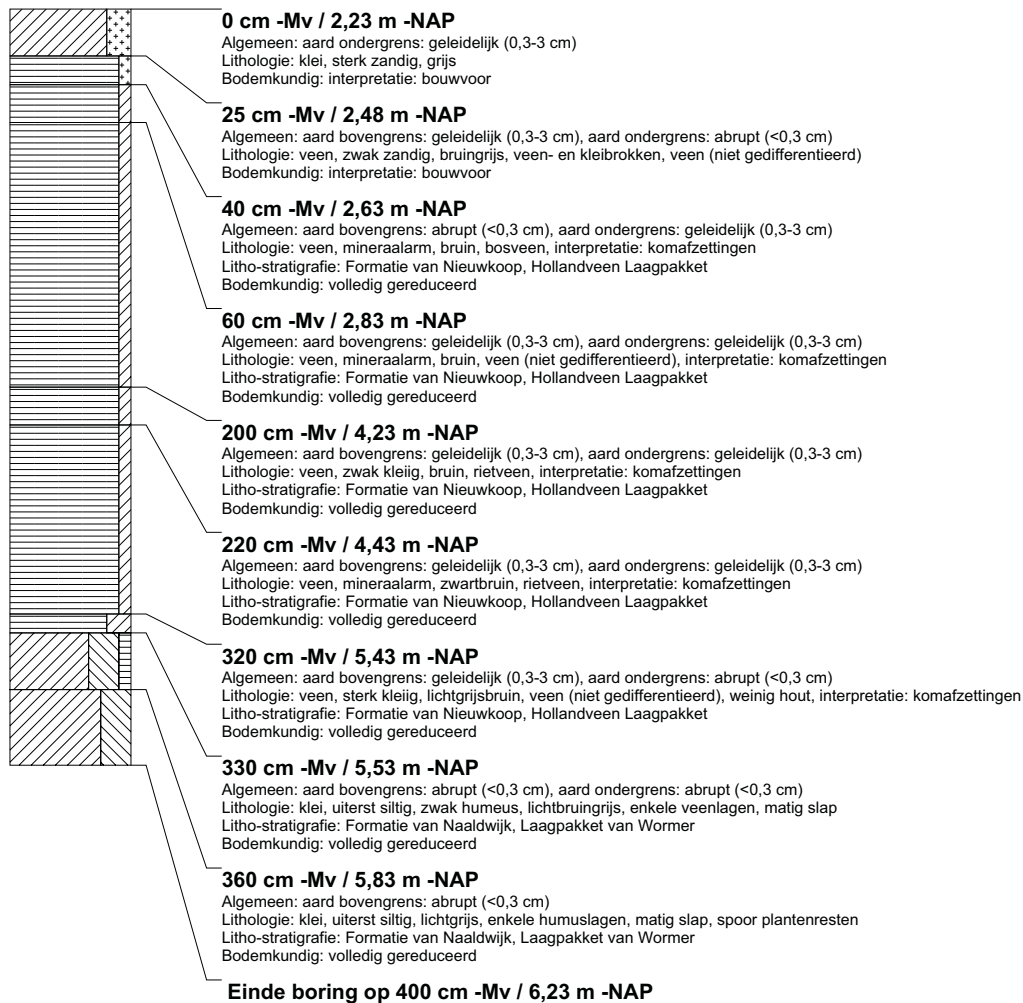 0 cm -Mv / 2,23 m -NAP
Algemeen: aard ondergrens: geleidelijk (0,3-3 cm)
Lithologie: klei, sterk zandig, grijs
Bodemkundig: interpretatie: bouwvoor
25 cm -Mv / 2,48 m -NAP
Algemeen: aard bovengrens: geleidelijk (0,3-3 cm), aard ondergrens: abrupt (<0,3 cm)
Lithologie: veen, zwak zandig, bruingrijs, veen- en kleibrokken, veen (niet gedifferentieerd)
Bodemkundig: interpretatie: bouwvoor
40 cm -Mv / 2,63 m -NAP
Algemeen: aard bovengrens: abrupt (<0,3 cm), aard ondergrens: geleidelijk (0,3-3 cm)
Lithologie: veen, mineraalarm, bruin, bosveen, interpretatie: komafzettingen
Litho-stratigrafie: Formatie van Nieuwkoop, Hollandveen Laagpakket
Bodemkundig: volledig gereduceerd
60 cm -Mv / 2,83 m -NAP
Algemeen: aard bovengrens: geleidelijk (0,3-3 cm), aard ondergrens: geleidelijk (0,3-3 cm)
Lithologie: veen, mineraalarm, bruin, veen (niet gedifferentieerd), interpretatie: komafzettingen
Litho-stratigrafie: Formatie van Nieuwkoop, Hollandveen Laagpakket
Bodemkundig: volledig gereduceerd
200 cm -Mv / 4,23 m -NAP
Algemeen: aard bovengrens: geleidelijk (0,3-3 cm), aard ondergrens: geleidelijk (0,3-3 cm)
Lithologie: veen, zwak kleiig, bruin, rietveen, interpretatie: komafzettingen
Litho-stratigrafie: Formatie van Nieuwkoop, Hollandveen Laagpakket
Bodemkundig: volledig gereduceerd
220 cm -Mv / 4,43 m -NAP
Algemeen: aard bovengrens: geleidelijk (0,3-3 cm), aard ondergrens: geleidelijk (0,3-3 cm)
Lithologie: veen, mineraalarm, zwartbruin, rietveen, interpretatie: komafzettingen
Litho-stratigrafie: Formatie van Nieuwkoop, Hollandveen Laagpakket
Bodemkundig: volledig gereduceerd
320 cm -Mv / 5,43 m -NAP
Algemeen: aard bovengrens: geleidelijk (0,3-3 cm), aard ondergrens: abrupt (<0,3 cm)
Lithologie: veen, sterk kleiig, lichtgrijsbruin, veen (niet gedifferentieerd), weinig hout, interpretatie: komafzettingen
Litho-stratigrafie: Formatie van Nieuwkoop, Hollandveen Laagpakket
Bodemkundig: volledig gereduceerd
330 cm -Mv / 5,53 m -NAP
Algemeen: aard bovengrens: abrupt (<0,3 cm), aard ondergrens: abrupt (<0,3 cm)
Lithologie: klei, uiterst siltig, zwak humeus, lichtbruingrijs, enkele veenlagen, matig slap
Litho-stratigrafie: Formatie van Naaldwijk, Laagpakket van Wormer
Bodemkundig: volledig gereduceerd
360 cm -Mv / 5,83 m -NAP
Algemeen: aard bovengrens: abrupt (<0,3 cm)
Lithologie: klei, uiterst siltig, lichtgrijs, enkele humuslagen, matig slap, spoor plantenresten
Litho-stratigrafie: Formatie van Naaldwijk, Laagpakket van Wormer
Bodemkundig: volledig gereduceerd
Einde boring op 400 cm -Mv / 6,23 m -NAP